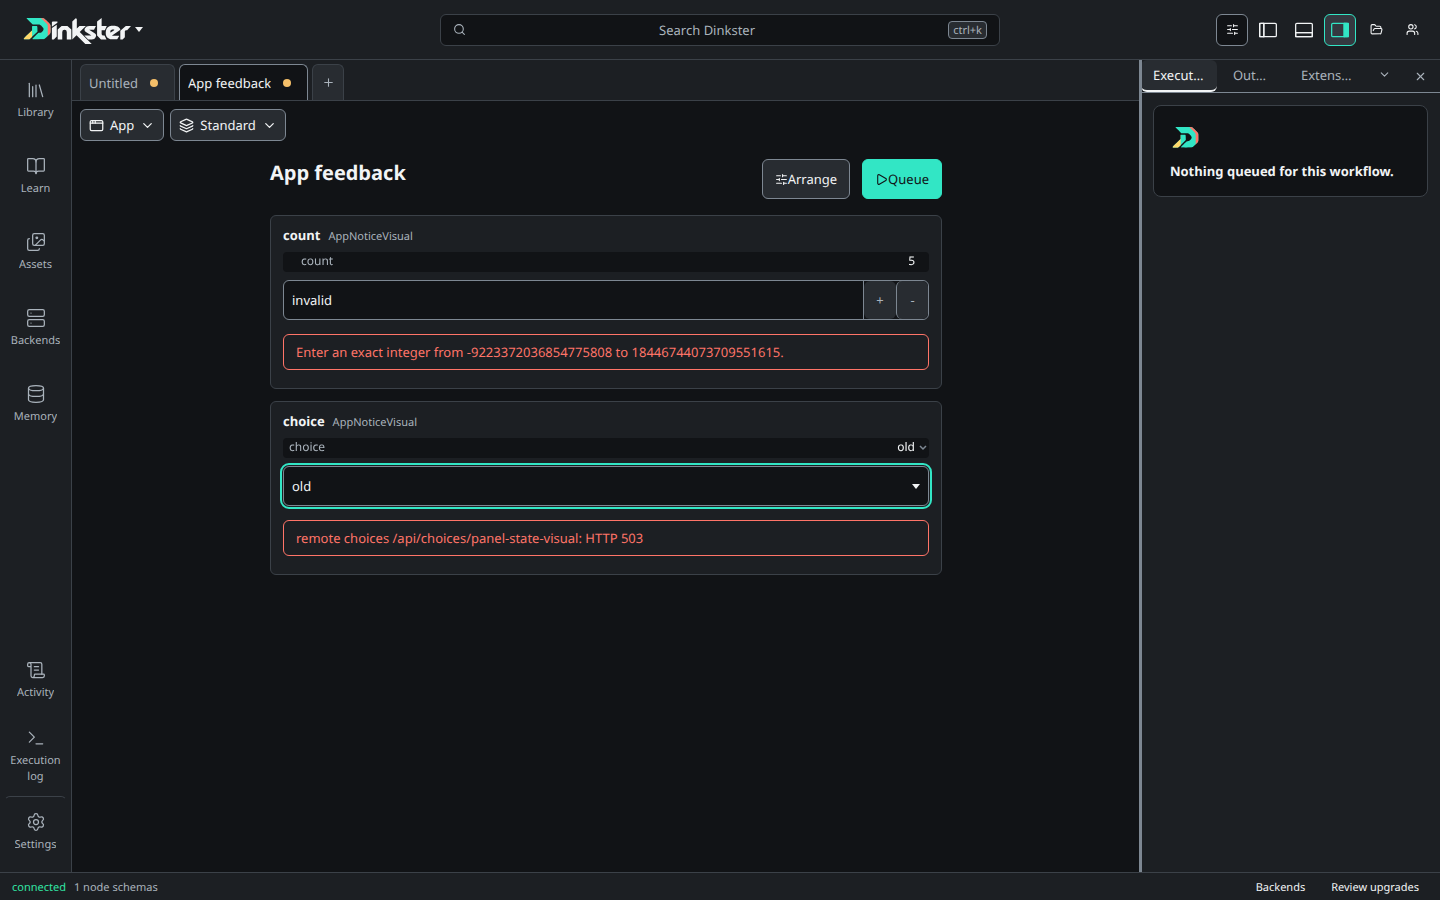 Dinkster
Search Dinkster
ctrl+k
Library
Learn
Assets
Backends
Memory
Activity
Execution
log
Settings
Untitled
App feedback
+
App
Standard
App feedback
Arrange
Queue
count AppNoticeVisual
count 5
invalid + -
Enter an exact integer from -9223372036854775808 to 18446744073709551615.
choice AppNoticeVisual
choice old
old
remote choices /api/choices/panel-state-visual: HTTP 503
Execut...
Out...
Extens...
Nothing queued for this workflow.
connected 1 node schemas
Backends
Review upgrades